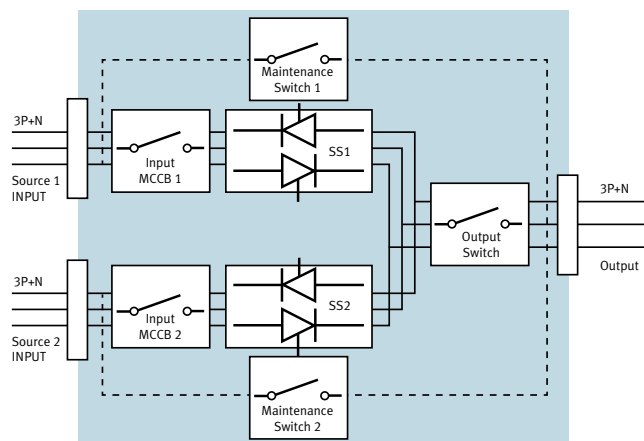 Maintenance
Switch 1
3P+N
Input
MCCB 1
SS1
Source 1
INPUT
3P+N
Output
Switch
Output
3P+N
Input
MCCB 2
SS2
Source 2
INPUT
Maintenance
Switch 2